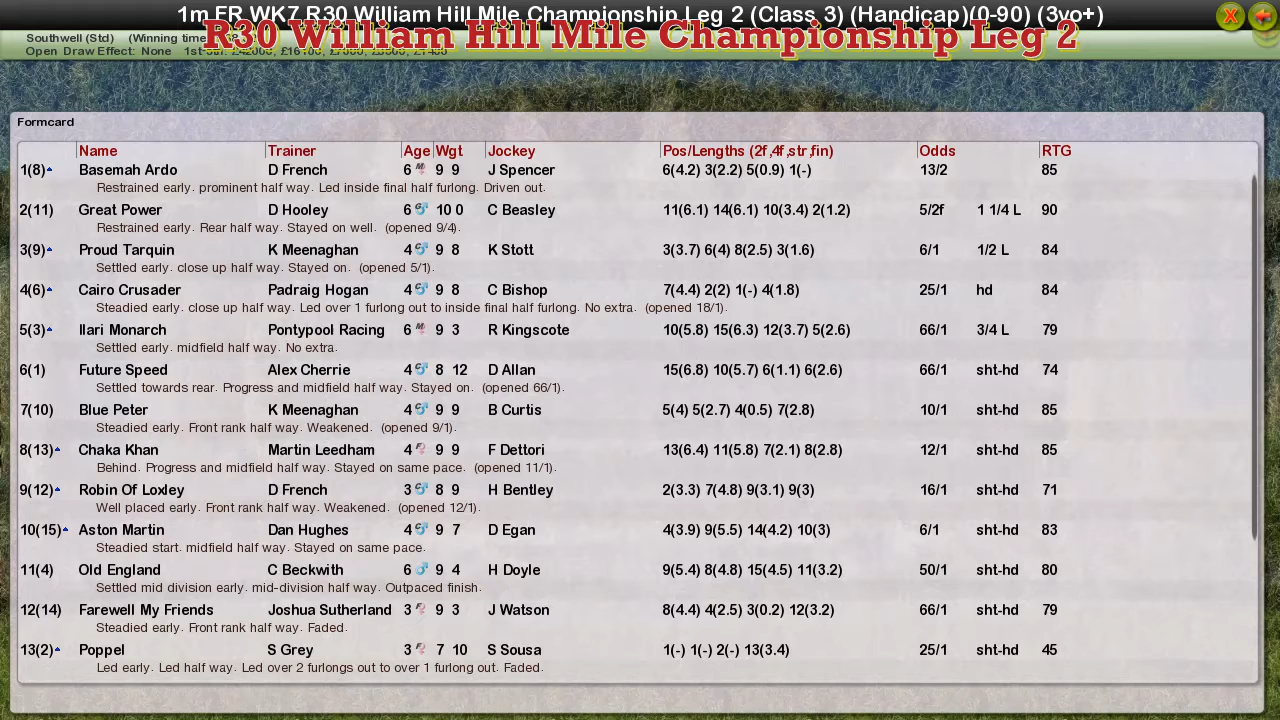 1m FR WK7 R30 William Hill Mile Championship Leg 2 (Class 3) (Handicap)(0-90) (3yo+)
R30 William Hill Mile Championship Leg 2
Southwell (Std) (Winning time
Open Draw Effect: None
Formcard
Name Trainer Age Wgt Jockey Pos/Lengths (2f,4f,str,fin) Odds RTG
1(8) Basemah Ardo D French 6 9 9 J Spencer 6(4.2) 3(2.2) 5(0.9) 1(-) 13/2 85
Restrained early. prominent half way. Led inside final half furlong. Driven out.
2(11) Great Power D Hooley 6 10 0 C Beasley 11(6.1) 14(6.1) 10(3.4) 2(1.2) 5/2f 1 1/4 L 90
Restrained early. Rear half way. Stayed on well. (opened 9/4).
3(9) Proud Tarquin K Meenaghan 4 9 8 K Stott 3(3.7) 6(4) 8(2.5) 3(1.6) 6/1 1/2 L 84
Settled early. close up half way. Stayed on. (opened 5/1).
4(6) Cairo Crusader Padraig Hogan 4 9 8 C Bishop 7(4.4) 2(2) 1(-) 4(1.8) 25/1 hd 84
Steadied early. close up half way. Led over 1 furlong out to inside final half furlong. No extra. (opened 18/1).
5(3) Ilari Monarch Pontypool Racing 6 9 3 R Kingscote 10(5.8) 15(6.3) 12(3.7) 5(2.6) 66/1 3/4 L 79
Settled early. midfield half way. No extra.
6(1) Future Speed Alex Cherrie 4 8 12 D Allan 15(6.8) 10(5.7) 6(1.1) 6(2.6) 66/1 sht-hd 74
Settled towards rear. Progress and midfield half way. Stayed on. (opened 66/1).
7(10) Blue Peter K Meenaghan 4 9 9 B Curtis 5(4) 5(2.7) 4(0.5) 7(2.8) 10/1 sht-hd 85
Steadied early. Front rank half way. Weakened. (opened 9/1).
8(13) Chaka Khan Martin Leedham 4 9 9 F Dettori 13(6.4) 11(5.8) 7(2.1) 8(2.8) 12/1 sht-hd 85
Behind. Progress and midfield half way. Stayed on same pace. (opened 11/1).
9(12) Robin Of Loxley D French 3 8 9 H Bentley 2(3.3) 7(4.8) 9(3.1) 9(3) 16/1 sht-hd 71
Well placed early. Front rank half way. Weakened. (opened 12/1).
10(15) Aston Martin Dan Hughes 4 9 7 D Egan 4(3.9) 9(5.5) 14(4.2) 10(3) 6/1 sht-hd 83
Steadied start. midfield half way. Stayed on same pace.
11(4) Old England C Beckwith 6 9 4 H Doyle 9(5.4) 8(4.8) 15(4.5) 11(3.2) 50/1 sht-hd 80
Settled mid division early. mid-division half way. Outpaced finish.
12(14) Farewell My Friends Joshua Sutherland 3 9 3 J Watson 8(4.4) 4(2.5) 3(0.2) 12(3.2) 66/1 sht-hd 79
Steadied early. Front rank half way. Faded.
13(2) Poppel S Grey 3 7 10 S Sousa 1(-) 1(-) 2(-) 13(3.4) 25/1 sht-hd 45
Led early. Led half way. Led over 2 furlongs out to over 1 furlong out. Faded.